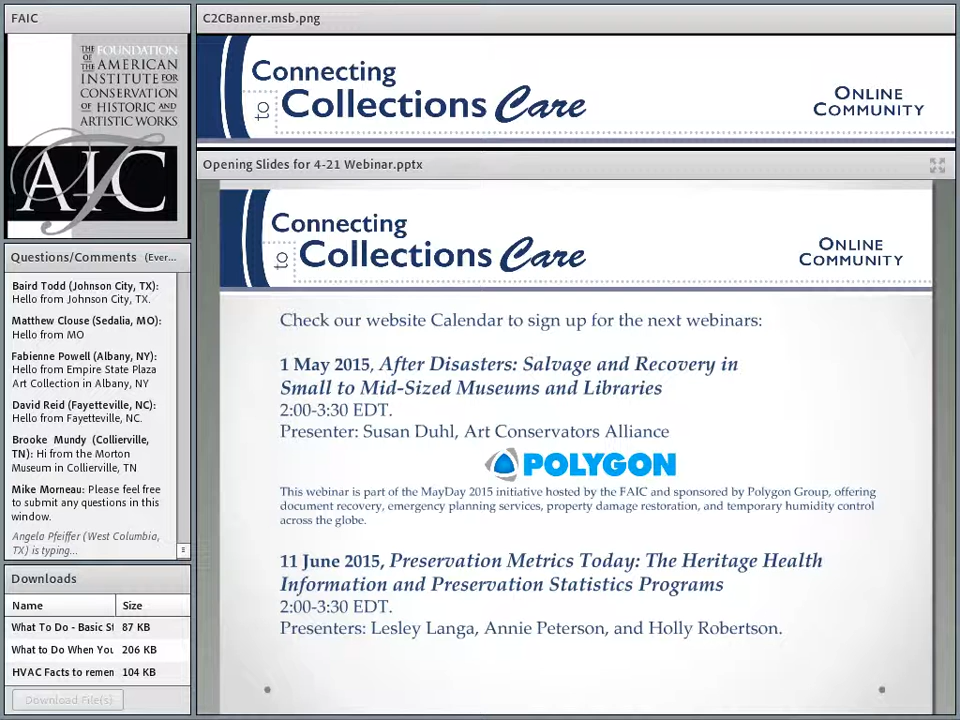 FAIC
THE FOUNDATION
OF THE AMERICAN
INSTITUTE FOR
CONSERVATION
OF HISTORIC AND
ARTISTIC WORKS
AIC
Questions/Comments (Ever...
Baird Todd (Johnson City, TX):
Hello from Johnson City, TX.
Matthew Clouse (Sedalia, MO):
Hello from MO
Fabienne Powell (Albany, NY):
Hello from Empire State Plaza
Art Collection in Albany, NY
David Reid (Fayetteville, NC):
Hello from Fayetteville, NC.
Brooke Mundy (Collierville,
TN): Hi from the Morton
Museum in Collierville, TN
Mike Morneau: Please feel free
to submit any questions in this
window.
Angela Pfeiffer (West Columbia,
TX) is typing...
Downloads
Name Size
What To Do - Basic St 87 KB
What to Do When You 206 KB
HVAC Facts to remen 104 KB
Download File(s)
C2CBanner.msb.png
Connecting
to Collections Care
ONLINE
COMMUNITY
Opening Slides for 4-21 Webinar.pptx
Connecting
to Collections Care
ONLINE
COMMUNITY
Check our website Calendar to sign up for the next webinars:
1 May 2015, After Disasters: Salvage and Recovery in
Small to Mid-Sized Museums and Libraries
2:00-3:30 EDT.
Presenter: Susan Duhl, Art Conservators Alliance
POLYGON
This webinar is part of the MayDay 2015 initiative hosted by the FAIC and sponsored by Polygon Group, offering
document recovery, emergency planning services, property damage restoration, and temporary humidity control
across the globe.
11 June 2015, Preservation Metrics Today: The Heritage Health
Information and Preservation Statistics Programs
2:00-3:30 EDT.
Presenters: Lesley Langa, Annie Peterson, and Holly Robertson.